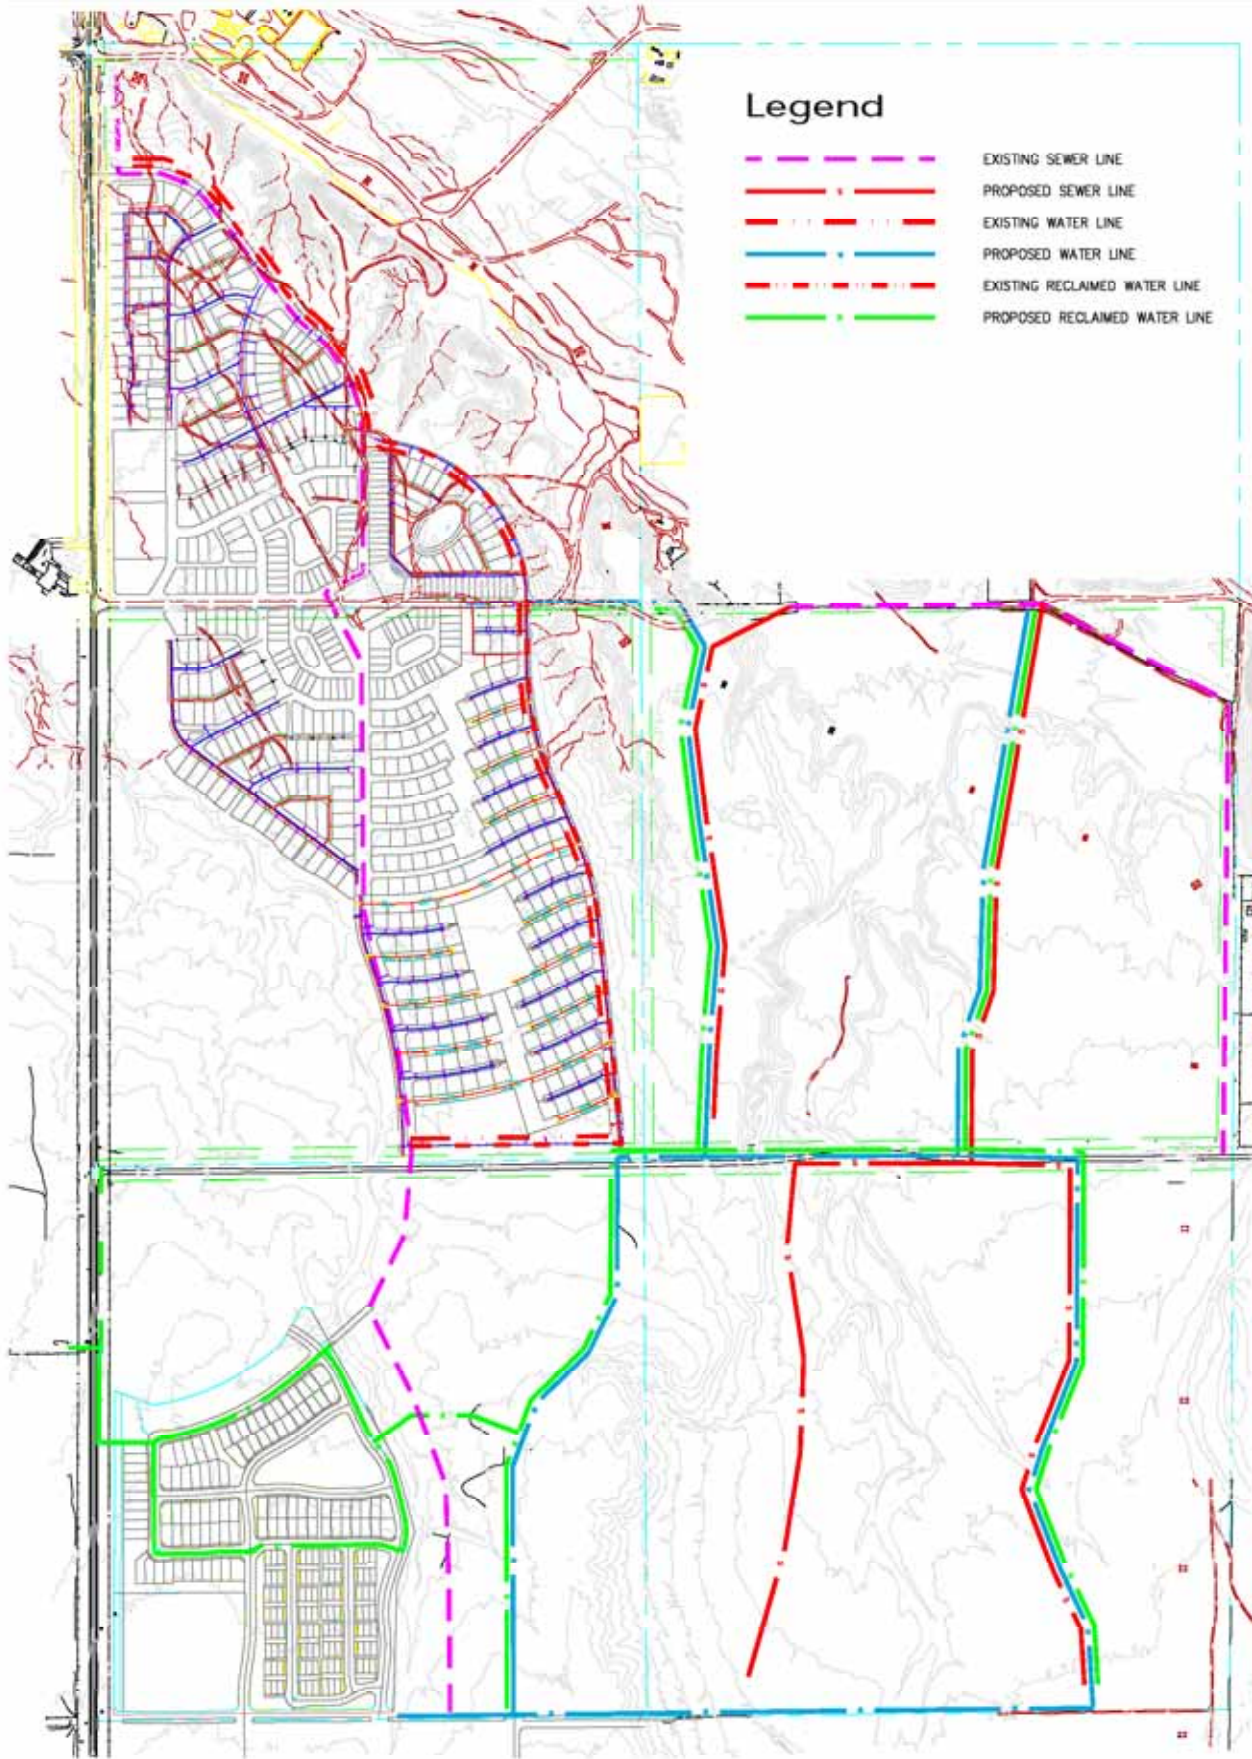 Legend
EXISTING SEWER LINE
PROPOSED SEWER LINE
EXISTING WATER LINE
PROPOSED WATER LINE
EXISTING RECLAIMED WATER LINE
PROPOSED RECLAIMED WATER LINE